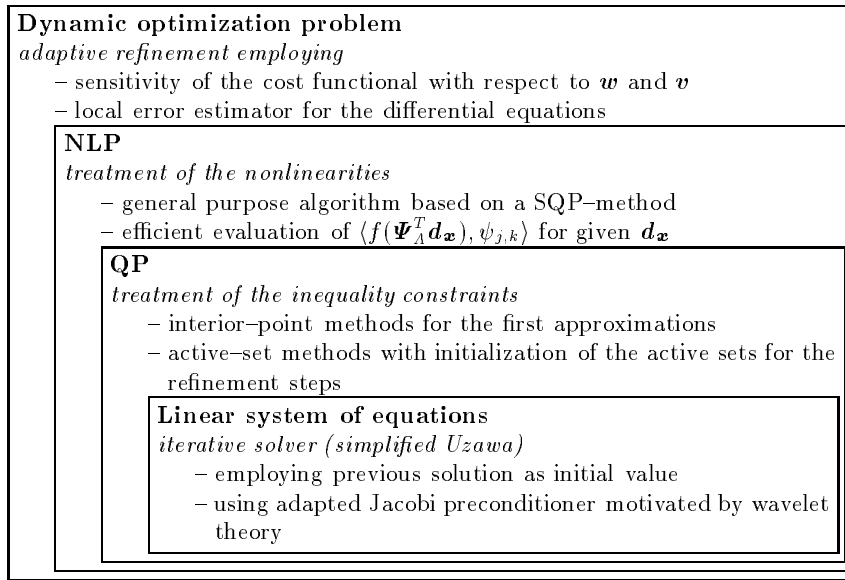 Dynamic optimization problem
adaptive refinement employing
– sensitivity of the cost functional with respect to w and v
– local error estimator for the differential equations
NLP
treatment of the nonlinearities
– general purpose algorithm based on a SQP–method
– efficient evaluation of ⟨f(Ψ_Λ^T d_x), ψ_{j,k}⟩ for given d_x
QP
treatment of the inequality constraints
– interior–point methods for the first approximations
– active–set methods with initialization of the active sets for the
refinement steps
Linear system of equations
iterative solver (simplified Uzawa)
– employing previous solution as initial value
– using adapted Jacobi preconditioner motivated by wavelet
theory